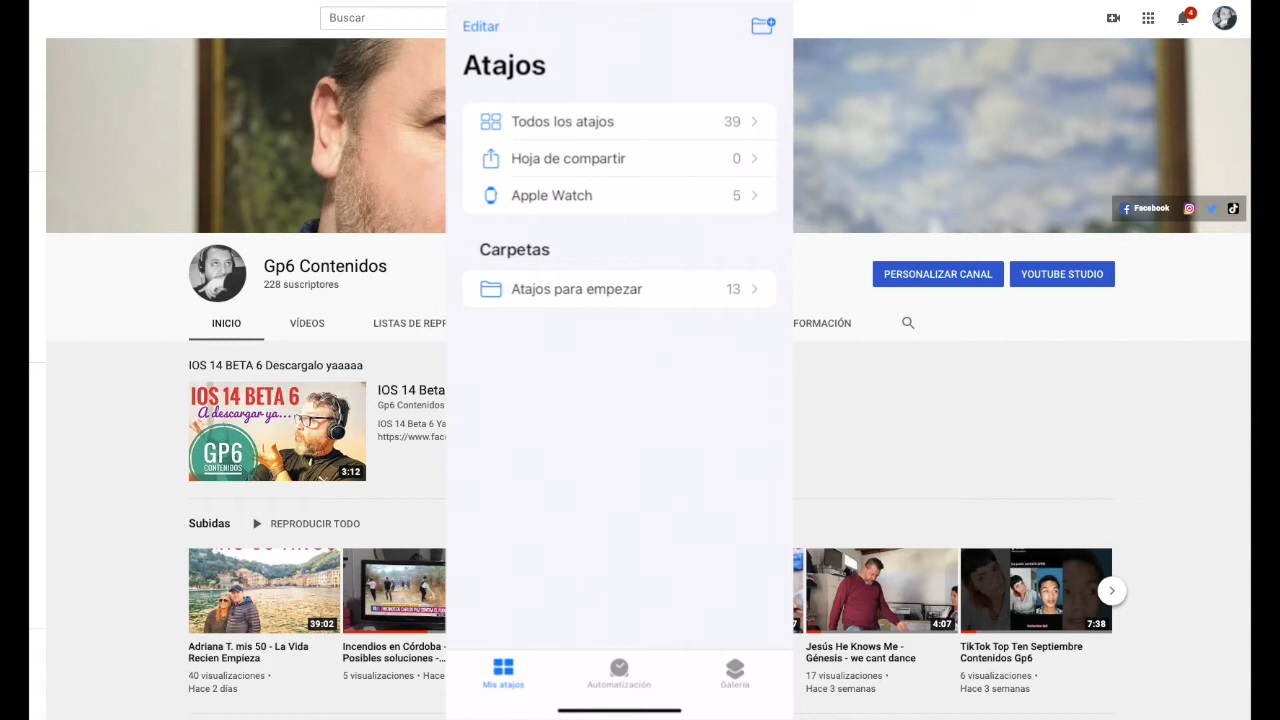 Buscar
4
Editar
Atajos
Todos los atajos 39
Hoja de compartir 0
Apple Watch 5
Carpetas
Atajos para empezar 13
Mis atajos
Automatización
Galería
Facebook
Gp6 Contenidos
228 suscriptores
PERSONALIZAR CANAL
YOUTUBE STUDIO
INICIO
VÍDEOS
LISTAS DE REPR
FORMACIÓN
IOS 14 BETA 6 Descargalo yaaaaa
IOS 14 BETA 6
A descargar ya...
GP6
CONTENIDOS
3:12
IOS 14 Beta
Gp6 Contenidos
IOS 14 Beta 6 Ya
https://www.fac
Subidas
REPRODUCIR TODO
39:02
4:07
7:38
Adriana T. mis 50 - La Vida
Recien Empieza
40 visualizaciones •
Hace 2 días
Incendios en Córdoba -
Posibles soluciones -...
5 visualizaciones • Hace
Jesús He Knows Me -
Génesis - we cant dance
17 visualizaciones •
Hace 3 semanas
TikTok Top Ten Septiembre
Contenidos Gp6
6 visualizaciones •
Hace 3 semanas